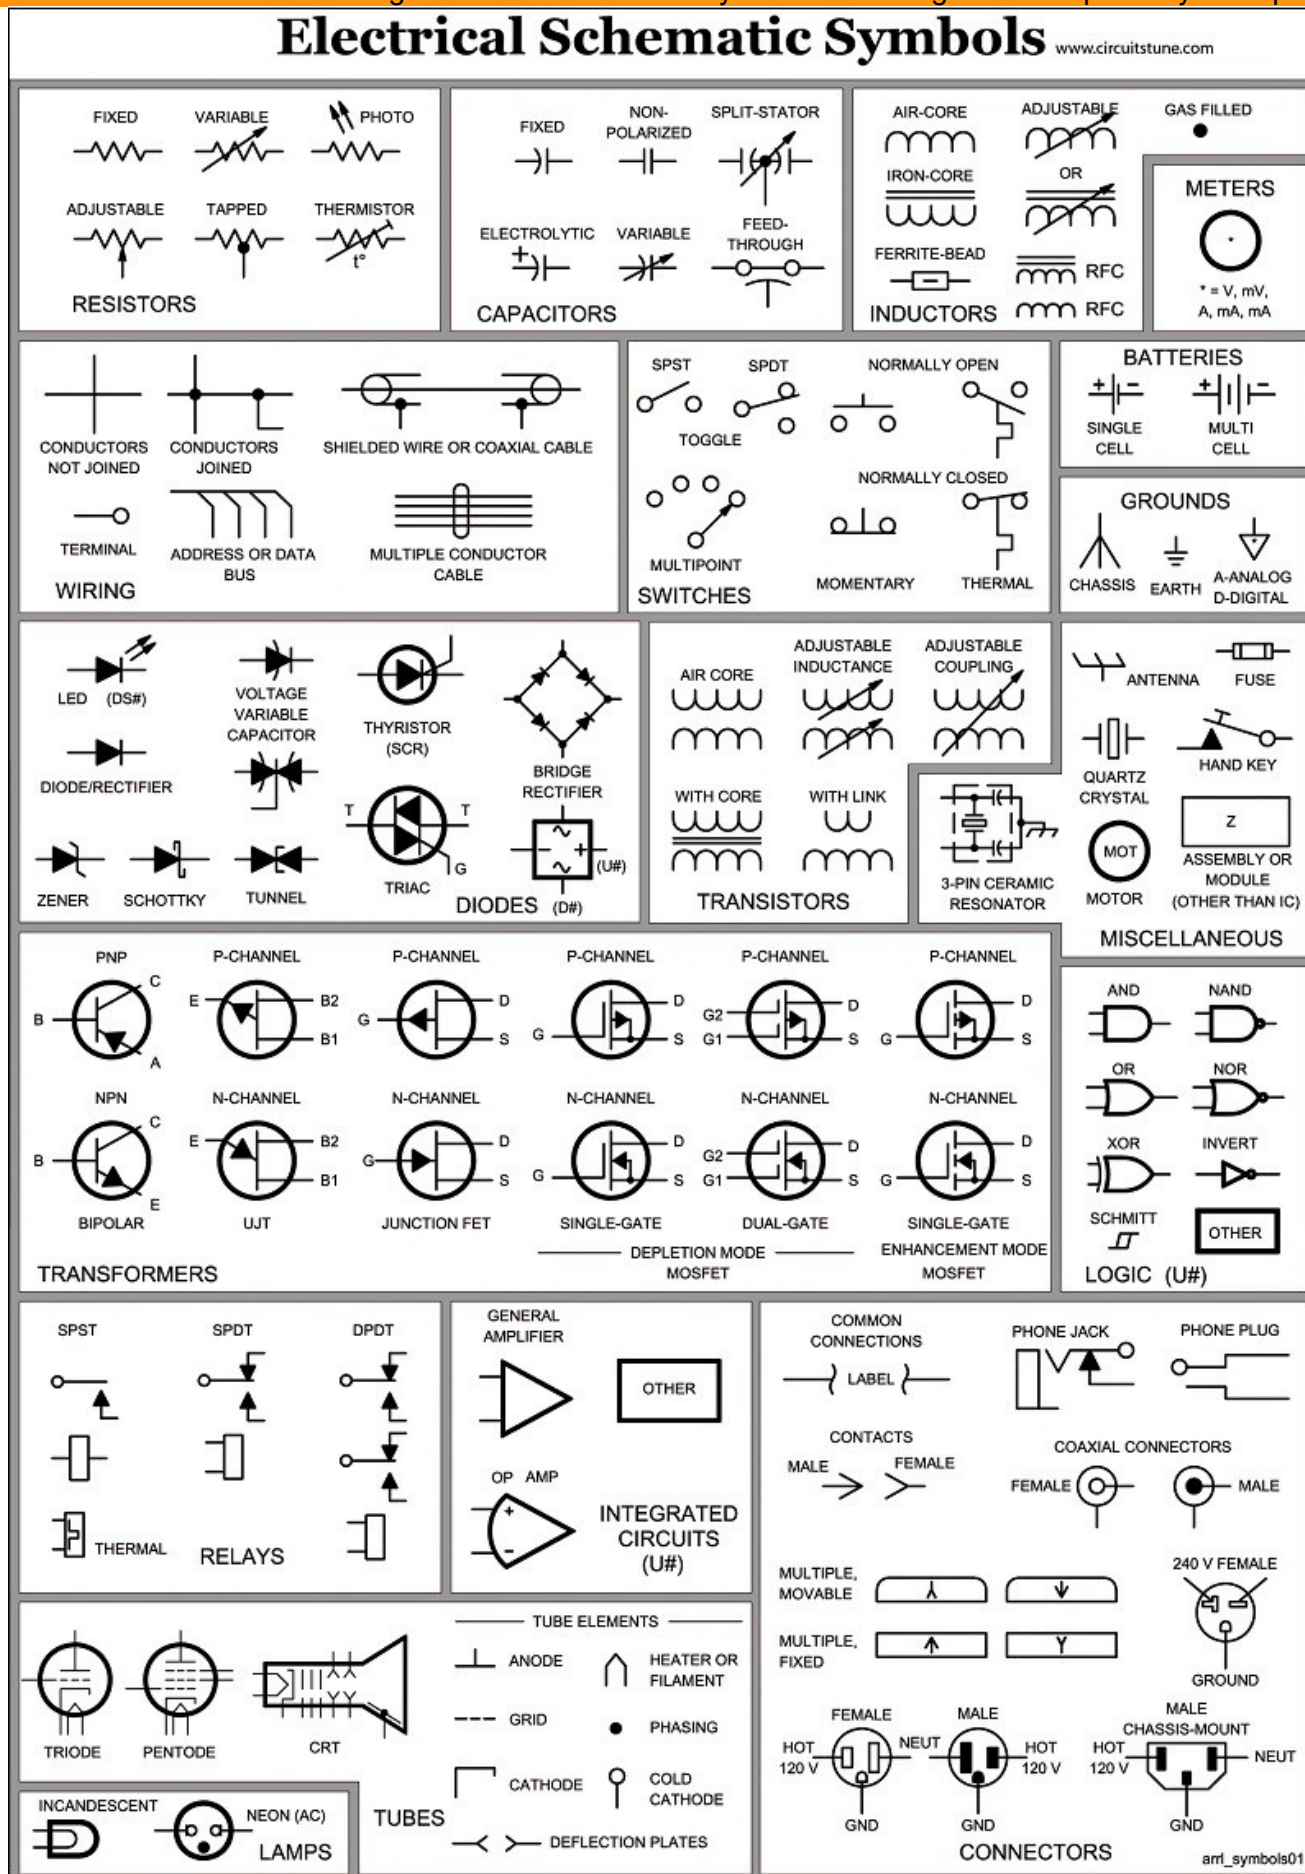 Electrical Schematic Symbols www.circuitstune.com
FIXED
VARIABLE
PHOTO
ADJUSTABLE
TAPPED
THERMISTOR
t°
RESISTORS
FIXED
NON-
POLARIZED
SPLIT-STATOR
ELECTROLYTIC
+
VARIABLE
FEED-
THROUGH
CAPACITORS
AIR-CORE
ADJUSTABLE
IRON-CORE
OR
FERRITE-BEAD
RFC
RFC
INDUCTORS
GAS FILLED
METERS
*
* = V, mV,
A, mA, mA
CONDUCTORS
NOT JOINED
CONDUCTORS
JOINED
SHIELDED WIRE OR COAXIAL CABLE
TERMINAL
ADDRESS OR DATA
BUS
MULTIPLE CONDUCTOR
CABLE
WIRING
SPST
SPDT
TOGGLE
NORMALLY OPEN
MULTIPOINT
NORMALLY CLOSED
MOMENTARY
THERMAL
SWITCHES
BATTERIES
+ -
+ -
SINGLE
CELL
MULTI
CELL
GROUNDS
CHASSIS
EARTH
*
A-ANALOG
D-DIGITAL
LED (DS#)
VOLTAGE
VARIABLE
CAPACITOR
THYRISTOR
(SCR)
BRIDGE
RECTIFIER
DIODE/RECTIFIER
T T
G
TRIAC
- +
(U#)
ZENER
SCHOTTKY
TUNNEL
DIODES (D#)
AIR CORE
ADJUSTABLE
INDUCTANCE
ADJUSTABLE
COUPLING
WITH CORE
WITH LINK
TRANSISTORS
3-PIN CERAMIC
RESONATOR
ANTENNA
FUSE
QUARTZ
CRYSTAL
HAND KEY
MOT
MOTOR
Z
ASSEMBLY OR
MODULE
(OTHER THAN IC)
MISCELLANEOUS
PNP
P-CHANNEL
P-CHANNEL
P-CHANNEL
P-CHANNEL
P-CHANNEL
B C A
E B2 B1
G D S
G D S
G2 G1 D S
G D S
NPN
N-CHANNEL
N-CHANNEL
N-CHANNEL
N-CHANNEL
N-CHANNEL
B C E
E B2 B1
G D S
G D S
G2 G1 D S
G D S
BIPOLAR
UJT
JUNCTION FET
SINGLE-GATE
DUAL-GATE
SINGLE-GATE
DEPLETION MODE
MOSFET
ENHANCEMENT MODE
MOSFET
TRANSFORMERS
AND
NAND
OR
NOR
XOR
INVERT
SCHMITT
OTHER
LOGIC (U#)
SPST
SPDT
DPDT
THERMAL
RELAYS
GENERAL
AMPLIFIER
OTHER
OP AMP
+
-
INTEGRATED
CIRCUITS
(U#)
COMMON
CONNECTIONS
LABEL
PHONE JACK
PHONE PLUG
CONTACTS
MALE
FEMALE
COAXIAL CONNECTORS
FEMALE
MALE
MULTIPLE,
MOVABLE
MULTIPLE,
FIXED
240 V FEMALE
GROUND
FEMALE
HOT
120 V
NEUT
GND
MALE
HOT
120 V
GND
MALE
CHASSIS-MOUNT
HOT
120 V
NEUT
GND
CONNECTORS
arrl_symbols01
TRIODE
PENTODE
CRT
TUBE ELEMENTS
ANODE
HEATER OR
FILAMENT
GRID
PHASING
CATHODE
COLD
CATHODE
DEFLECTION PLATES
TUBES
INCANDESCENT
NEON (AC)
LAMPS